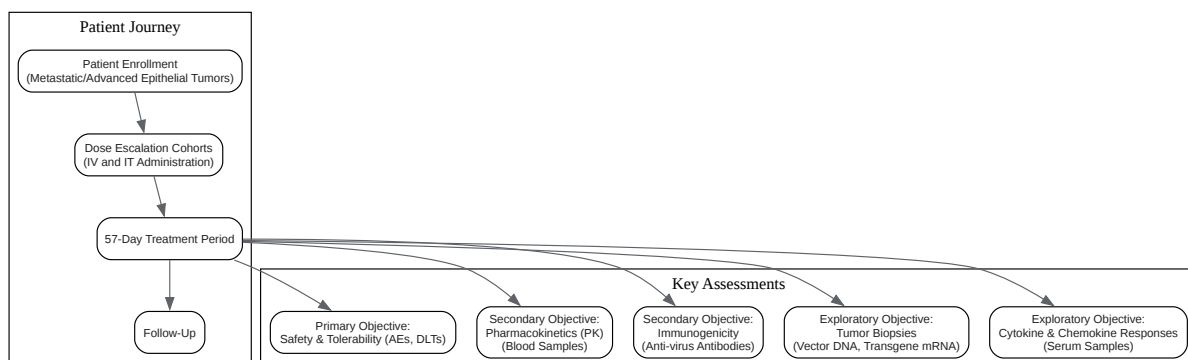 Patient Journey
Patient Enrollment
(Metastatic/Advanced Epithelial Tumors)
Dose Escalation Cohorts
(IV and IT Administration)
57-Day Treatment Period
Follow-Up
Key Assessments
Primary Objective:
Safety & Tolerability (AEs, DLTs)
Secondary Objective:
Pharmacokinetics (PK)
(Blood Samples)
Secondary Objective:
Immunogenicity
(Anti-virus Antibodies)
Exploratory Objective:
Tumor Biopsies
(Vector DNA, Transgene mRNA)
Exploratory Objective:
Cytokine & Chemokine Responses
(Serum Samples)